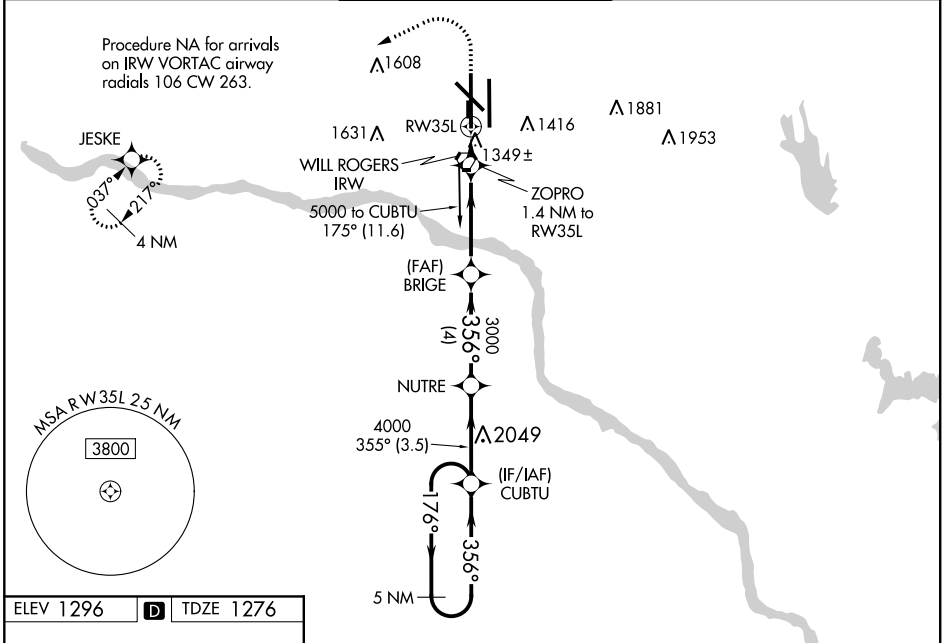 Procedure NA for arrivals
on IRW VORTAC airway
radials 106 CW 263.
1608
1881
JESKE
1631
RW35L
1416
1953
1349±
WILL ROGERS
IRW
037°
217°
4 NM
ZOPRO
1.4 NM to
RW35L
5000 to CUBTU
175° (11.6)
(FAF)
BRIGE
3000
356°
(4)
NUTRE
MSA RW35L 25 NM
3800
4000
355° (3.5)
2049
(IF/IAF)
CUBTU
176°
356°
5 NM
ELEV 1296 D TDZE 1276